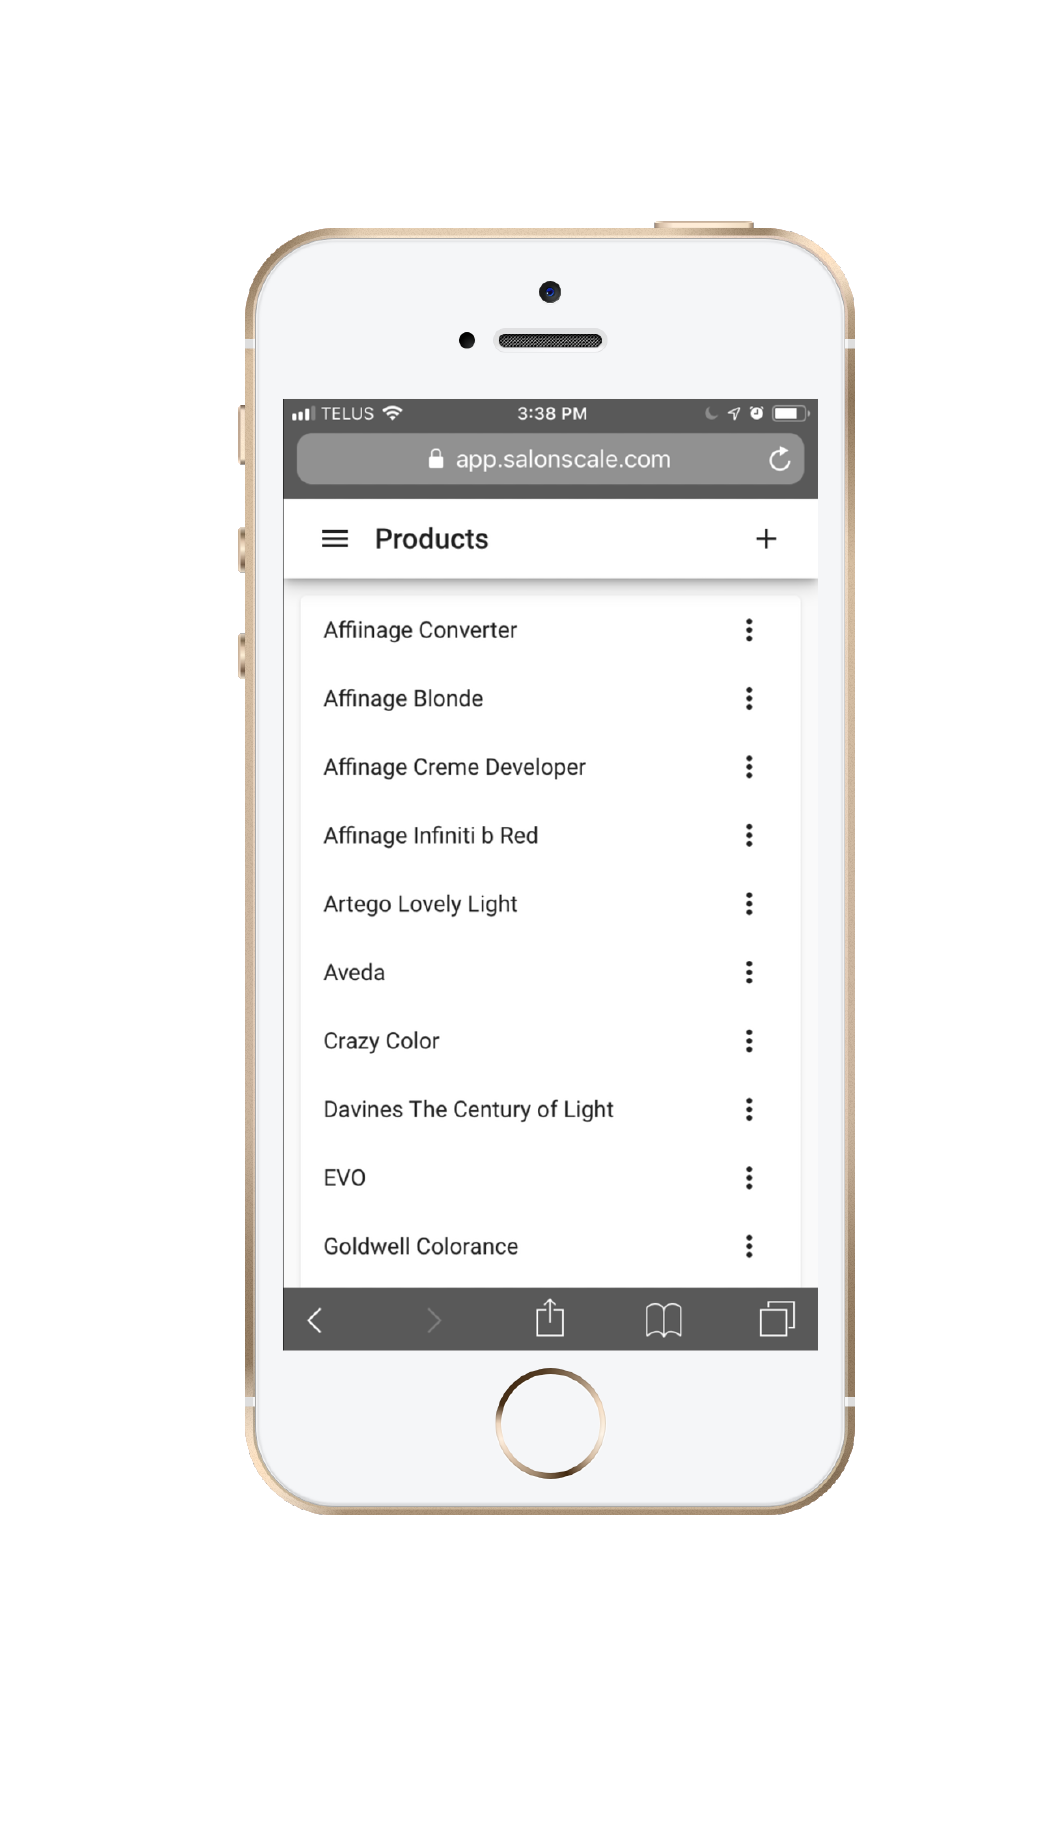 TELUS 3:38 PM
app.salonscale.com
Products
Affiinage Converter
Affinage Blonde
Affinage Creme Developer
Affinage Infiniti b Red
Artego Lovely Light
Aveda
Crazy Color
Davines The Century of Light
EVO
Goldwell Colorance